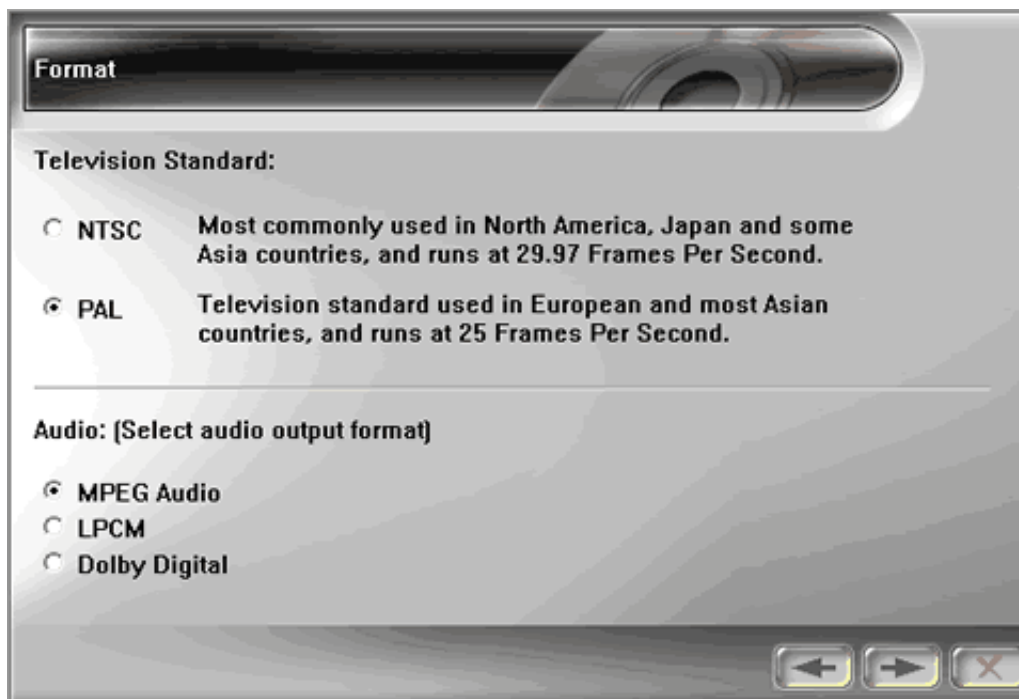 Format
Television Standard:
NTSC Most commonly used in North America, Japan and some
Asia countries, and runs at 29.97 Frames Per Second.
PAL Television standard used in European and most Asian
countries, and runs at 25 Frames Per Second.
Audio: (Select audio output format)
MPEG Audio
LPCM
Dolby Digital